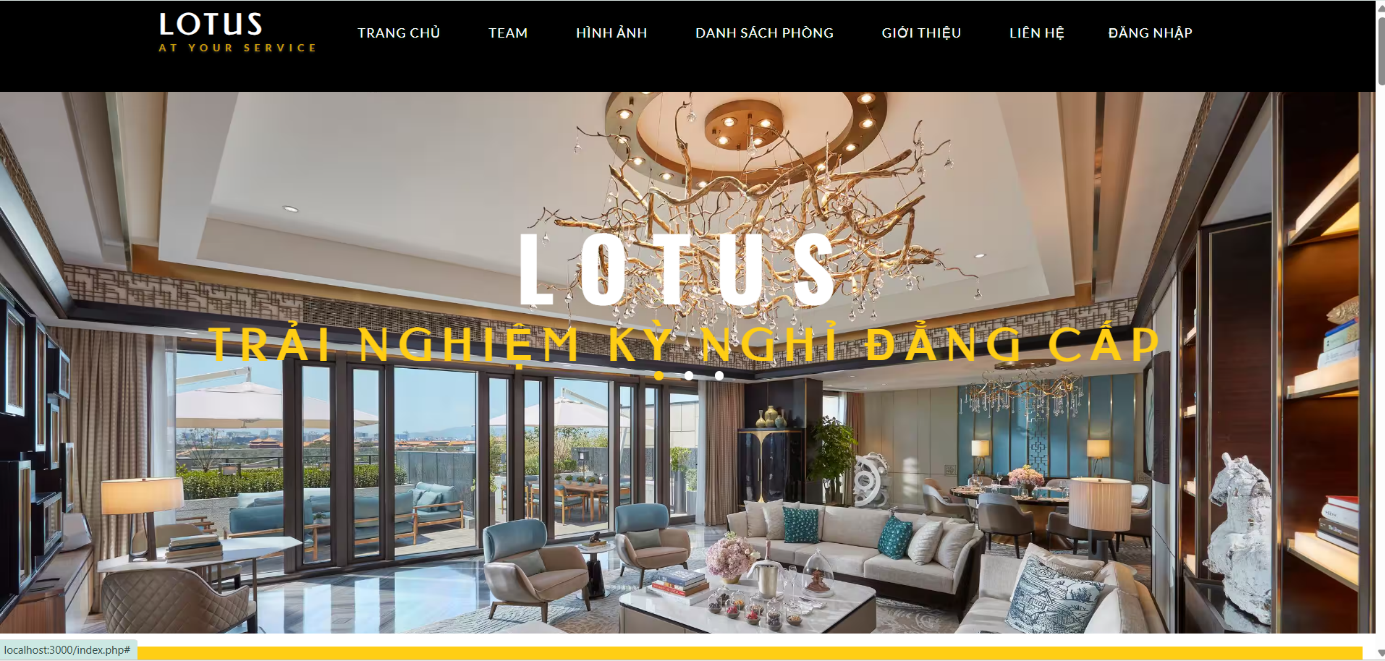 LOTUS
AT YOUR SERVICE
TRANG CHỦ TEAM HÌNH ẢNH DANH SÁCH PHÒNG GIỚI THIỆU LIÊN HỆ ĐĂNG NHẬP
LOTUS
TRẢI NGHIỆM KỲ NGHỈ ĐẲNG CẤP
localhost:3000/index.php#